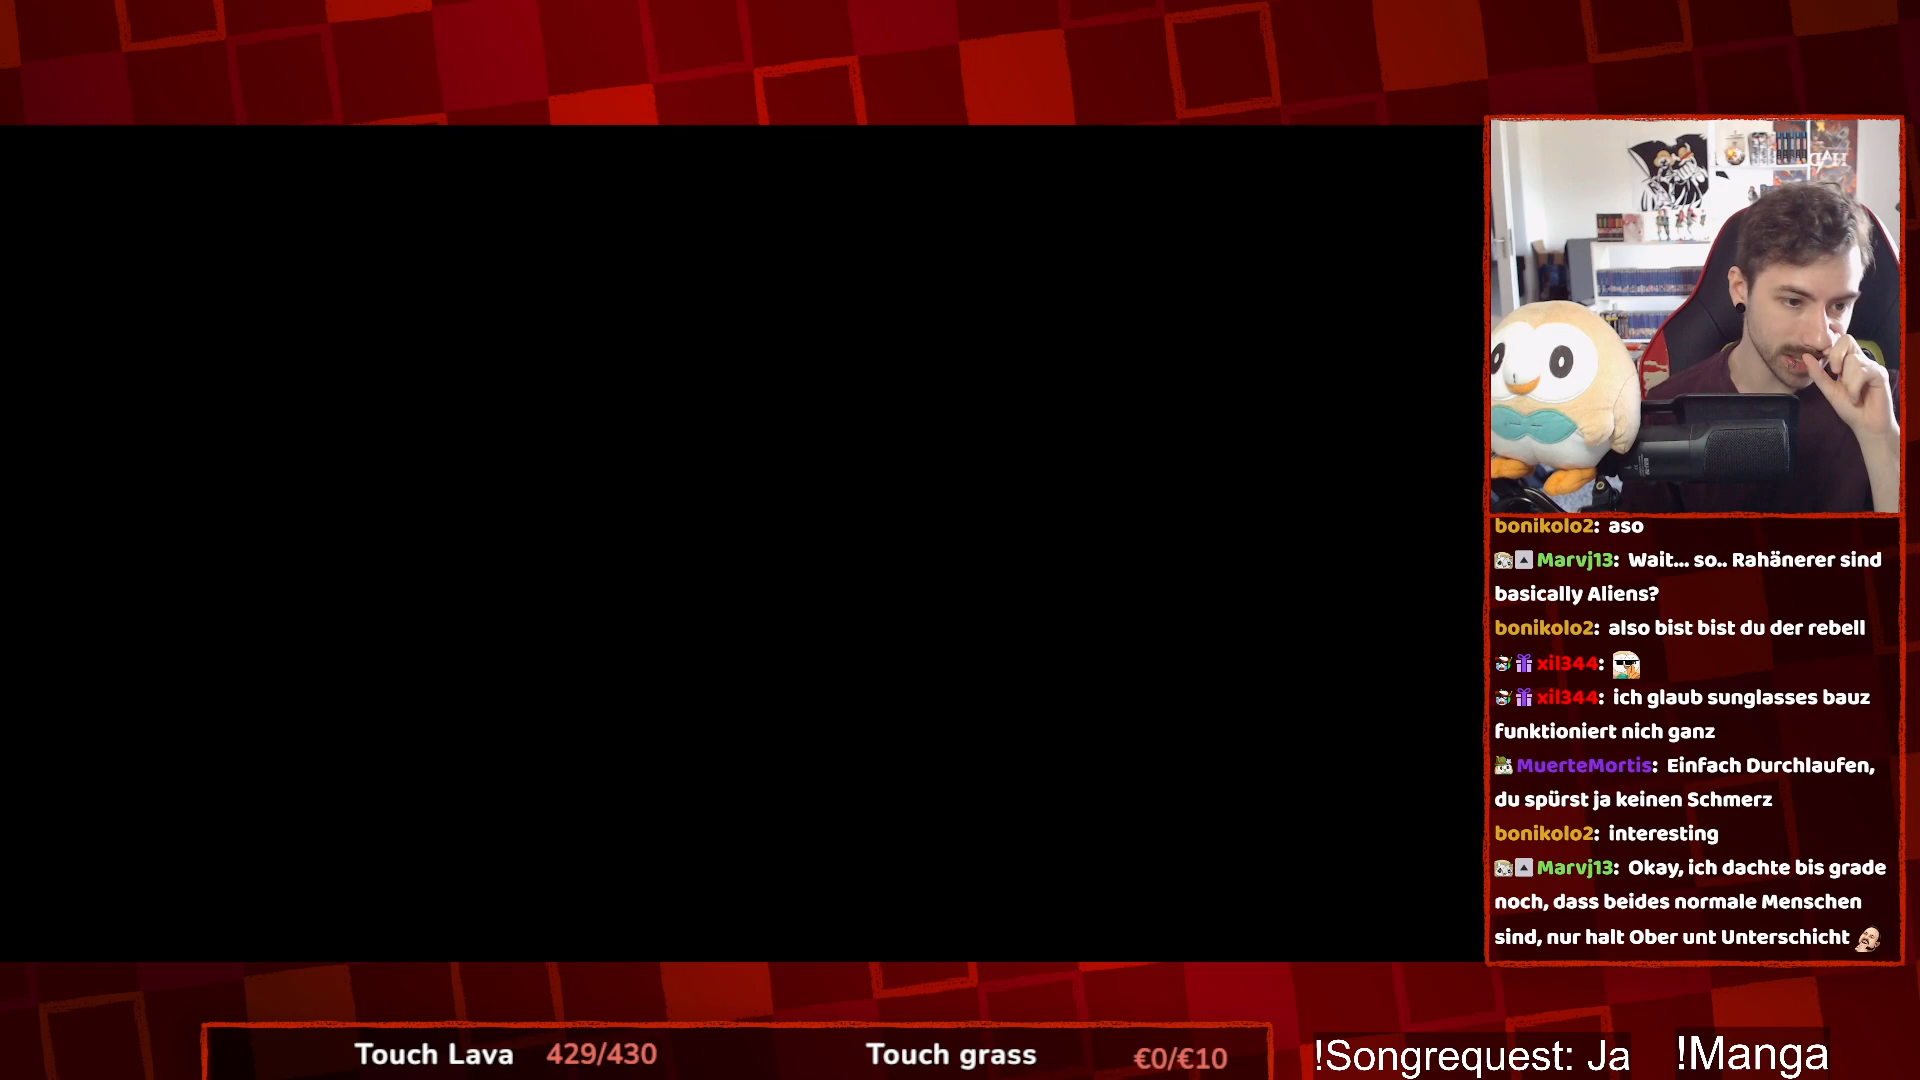 bonikolo2: aso
Marvj13: Wait... so.. Rahänerer sind
basically Aliens?
bonikolo2: also bist bist du der rebell
xil344:
xil344: ich glaub sunglasses bauz
funktioniert nich ganz
MuerteMortis: Einfach Durchlaufen,
du spürst ja keinen Schmerz
bonikolo2: interesting
Marvj13: Okay, ich dachte bis grade
noch, dass beides normale Menschen
sind, nur halt Ober unt Unterschicht
Touch Lava 429/430
Touch grass €0/€10
!Songrequest: Ja
!Manga